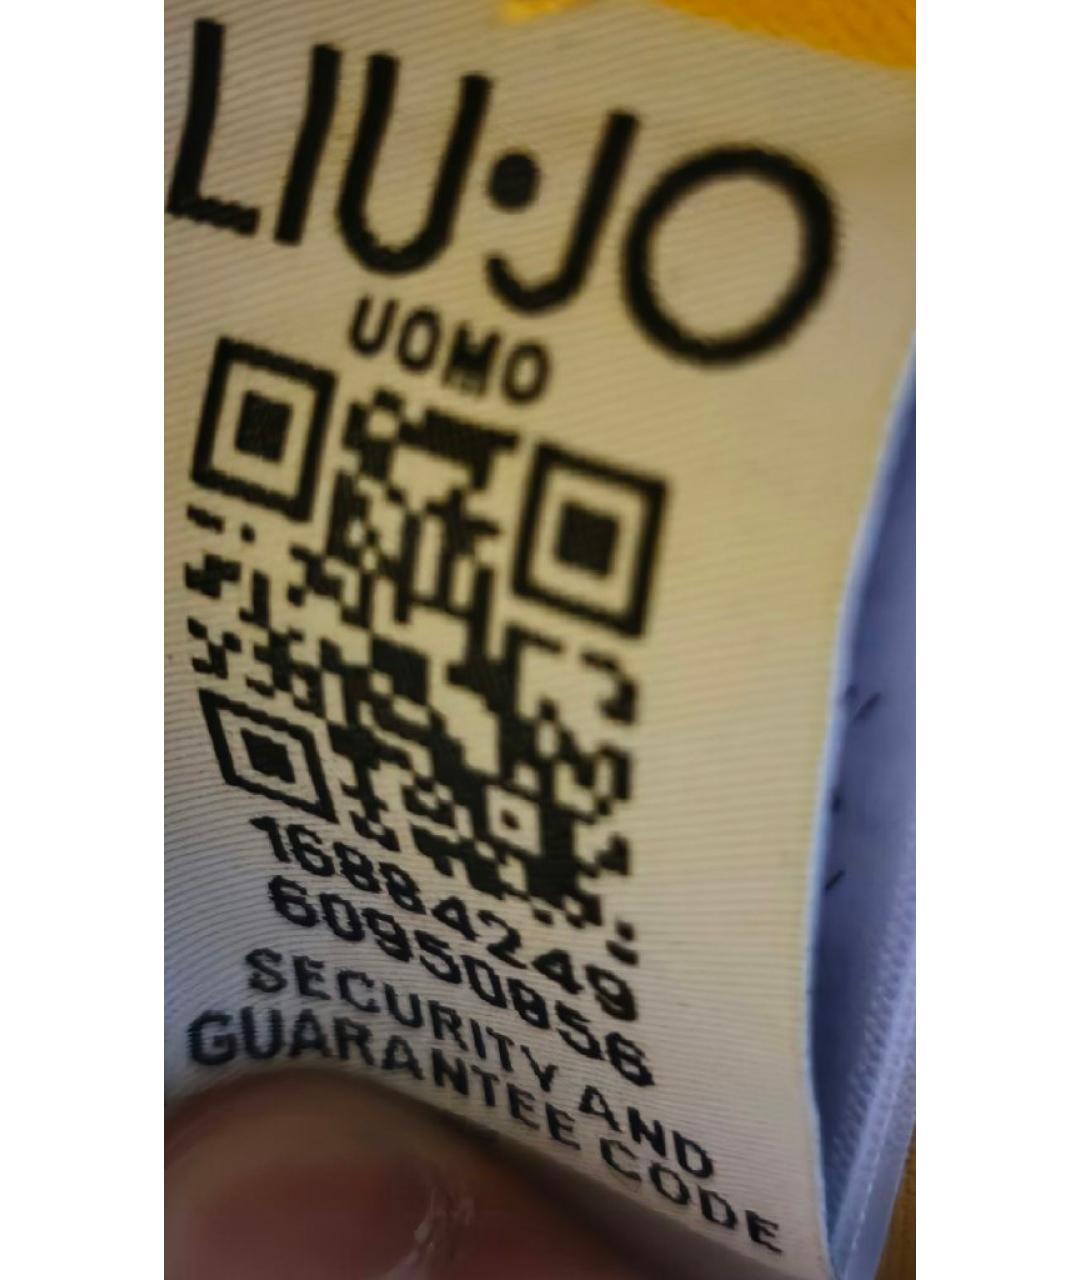 LIU·JO
UOMO
16884249
60950856
SECURITY AND
GUARANTEE CODE